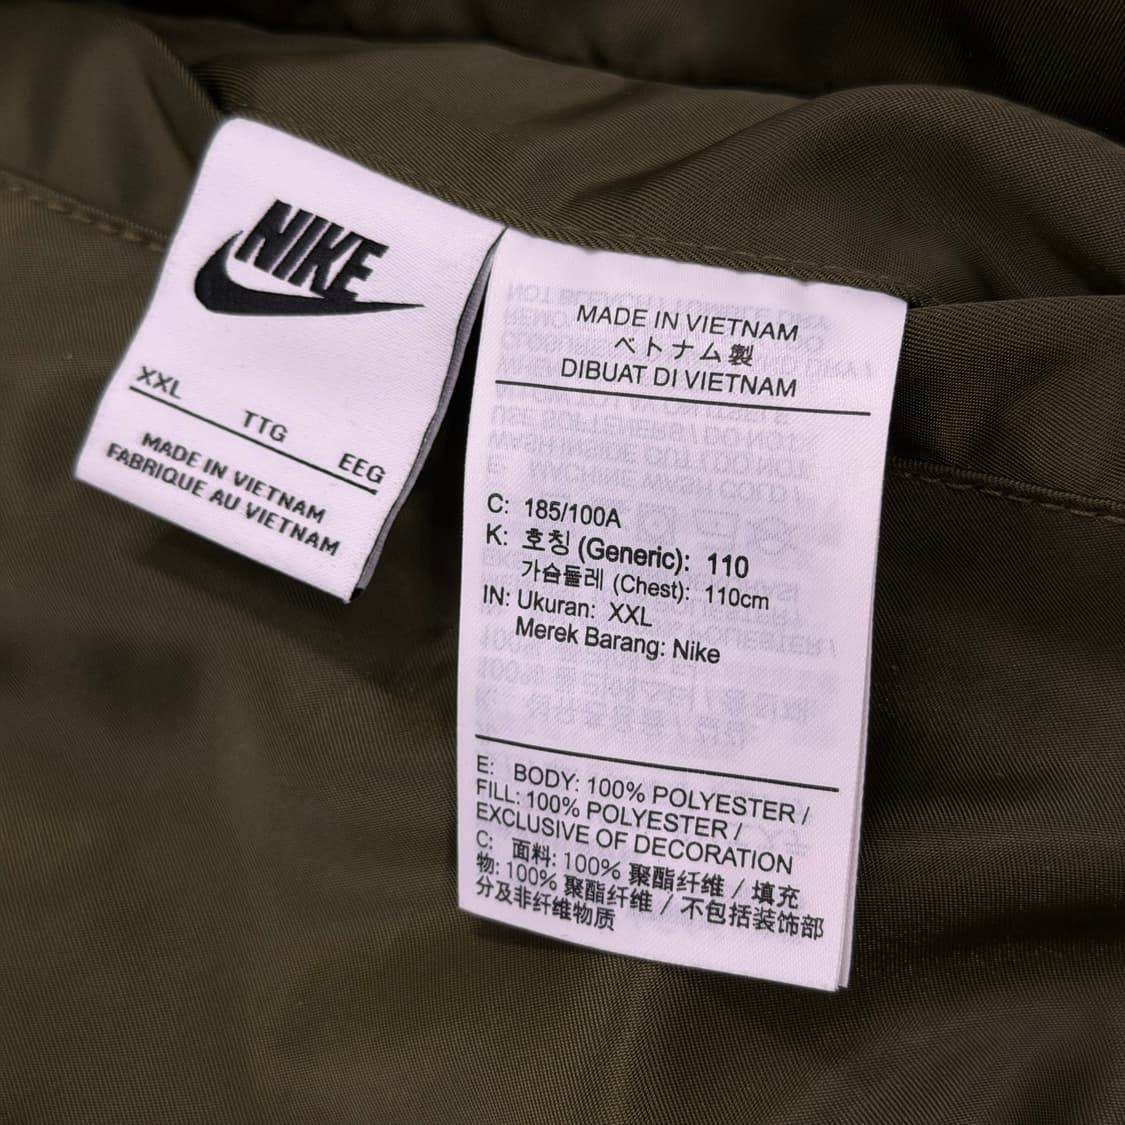 NIKE
XXL
TTG
EEG
MADE IN VIETNAM
FABRIQUE AU VIETNAM
MADE IN VIETNAM
ベトナム製
DIBUAT DI VIETNAM
C: 185/100A
K: 호칭 (Generic): 110
가슴둘레 (Chest): 110cm
IN: Ukuran: XXL
Merek Barang: Nike
E: BODY: 100% POLYESTER /
FILL: 100% POLYESTER /
EXCLUSIVE OF DECORATION
C: 面料: 100% 聚酯纤维 / 填充
物: 100% 聚酯纤维 / 不包括装饰部
分及非纤维物质